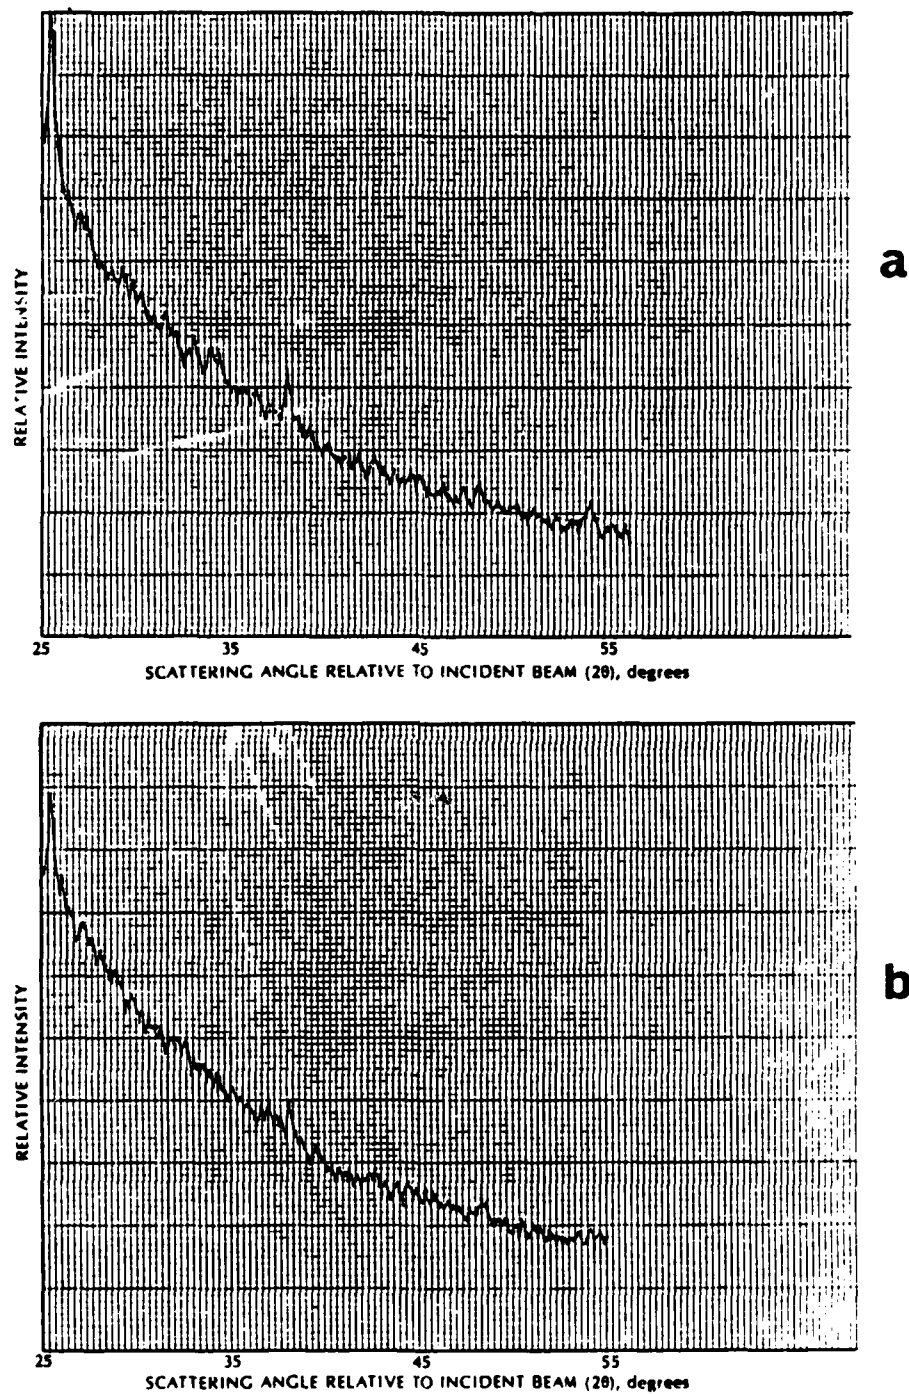 a
RELATIVE INTENSITY
25 35 45 55
SCATTERING ANGLE RELATIVE TO INCIDENT BEAM (2θ), degrees
b
RELATIVE INTENSITY
25 35 45 55
SCATTERING ANGLE RELATIVE TO INCIDENT BEAM (2θ), degrees